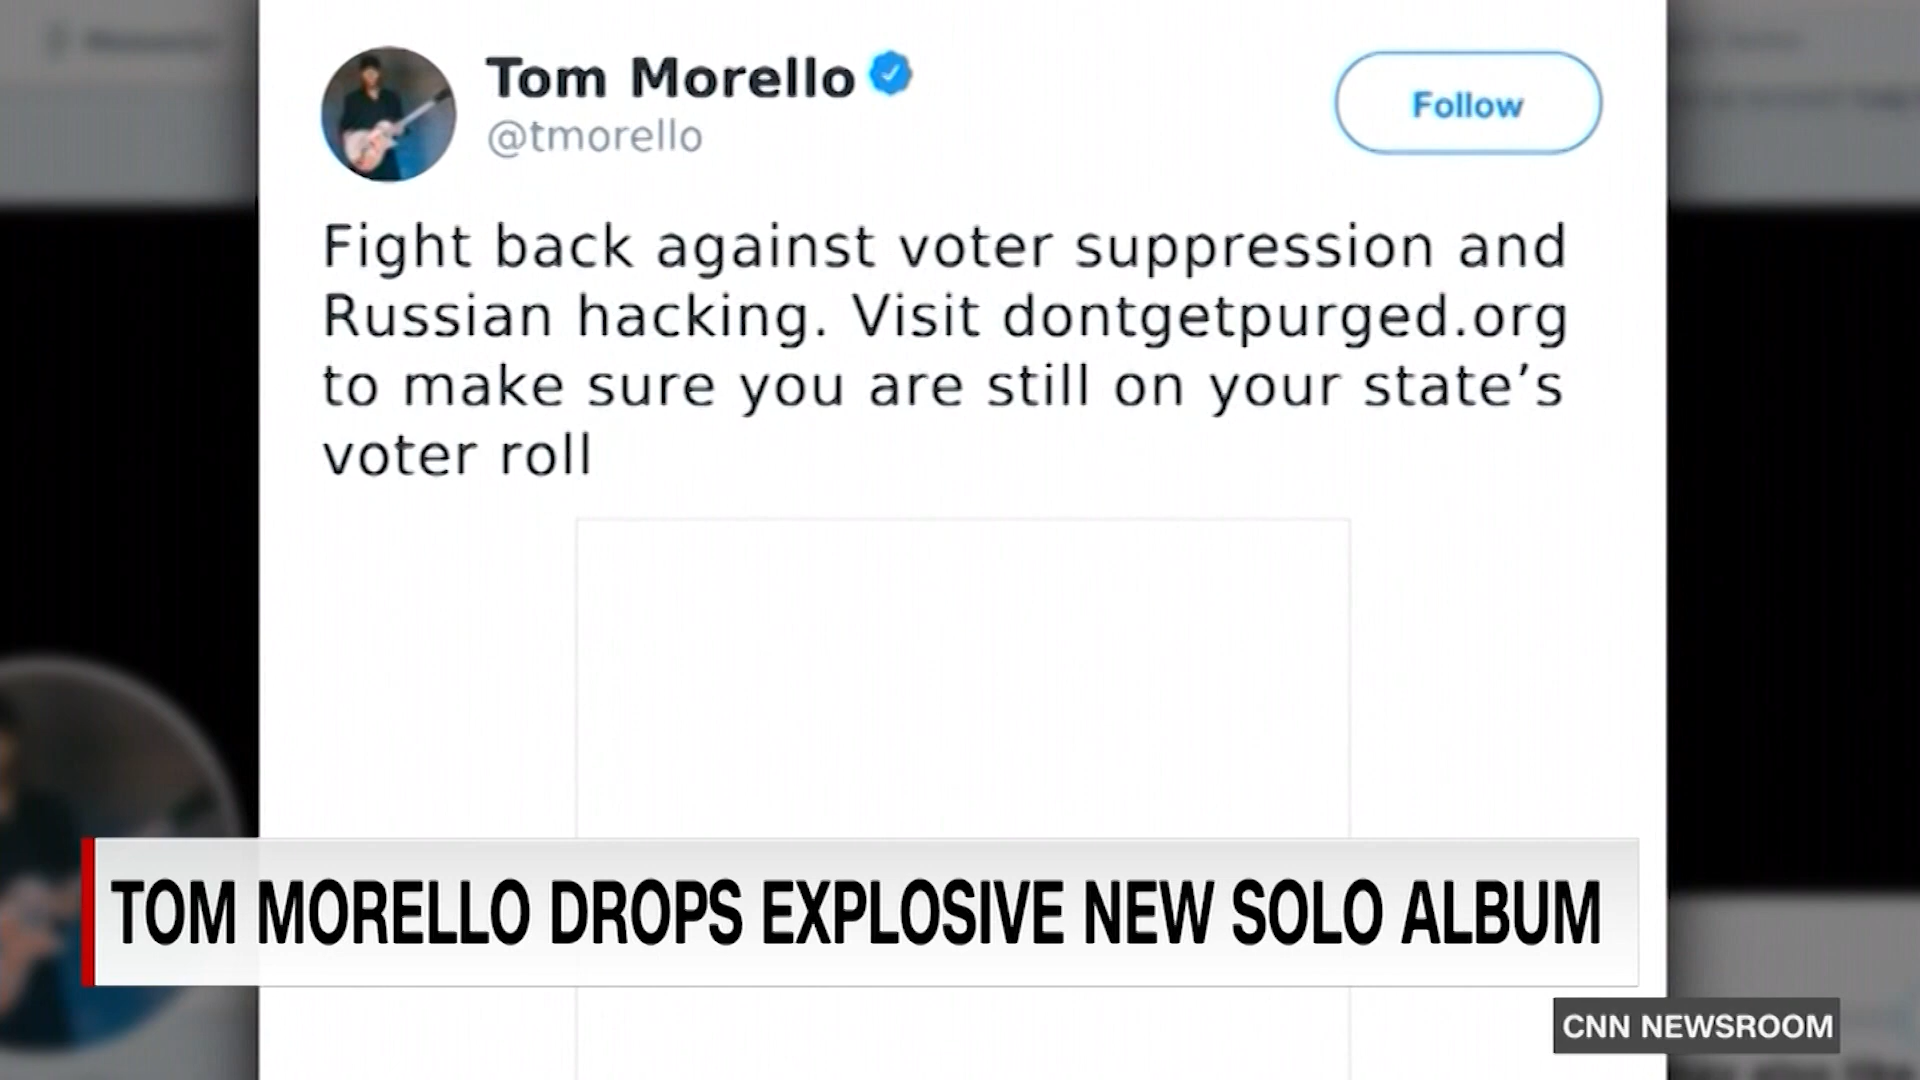 Tom Morello
@tmorello
Follow
Fight back against voter suppression and
Russian hacking. Visit dontgetpurged.org
to make sure you are still on your state’s
voter roll
TOM MORELLO DROPS EXPLOSIVE NEW SOLO ALBUM
CNN NEWSROOM